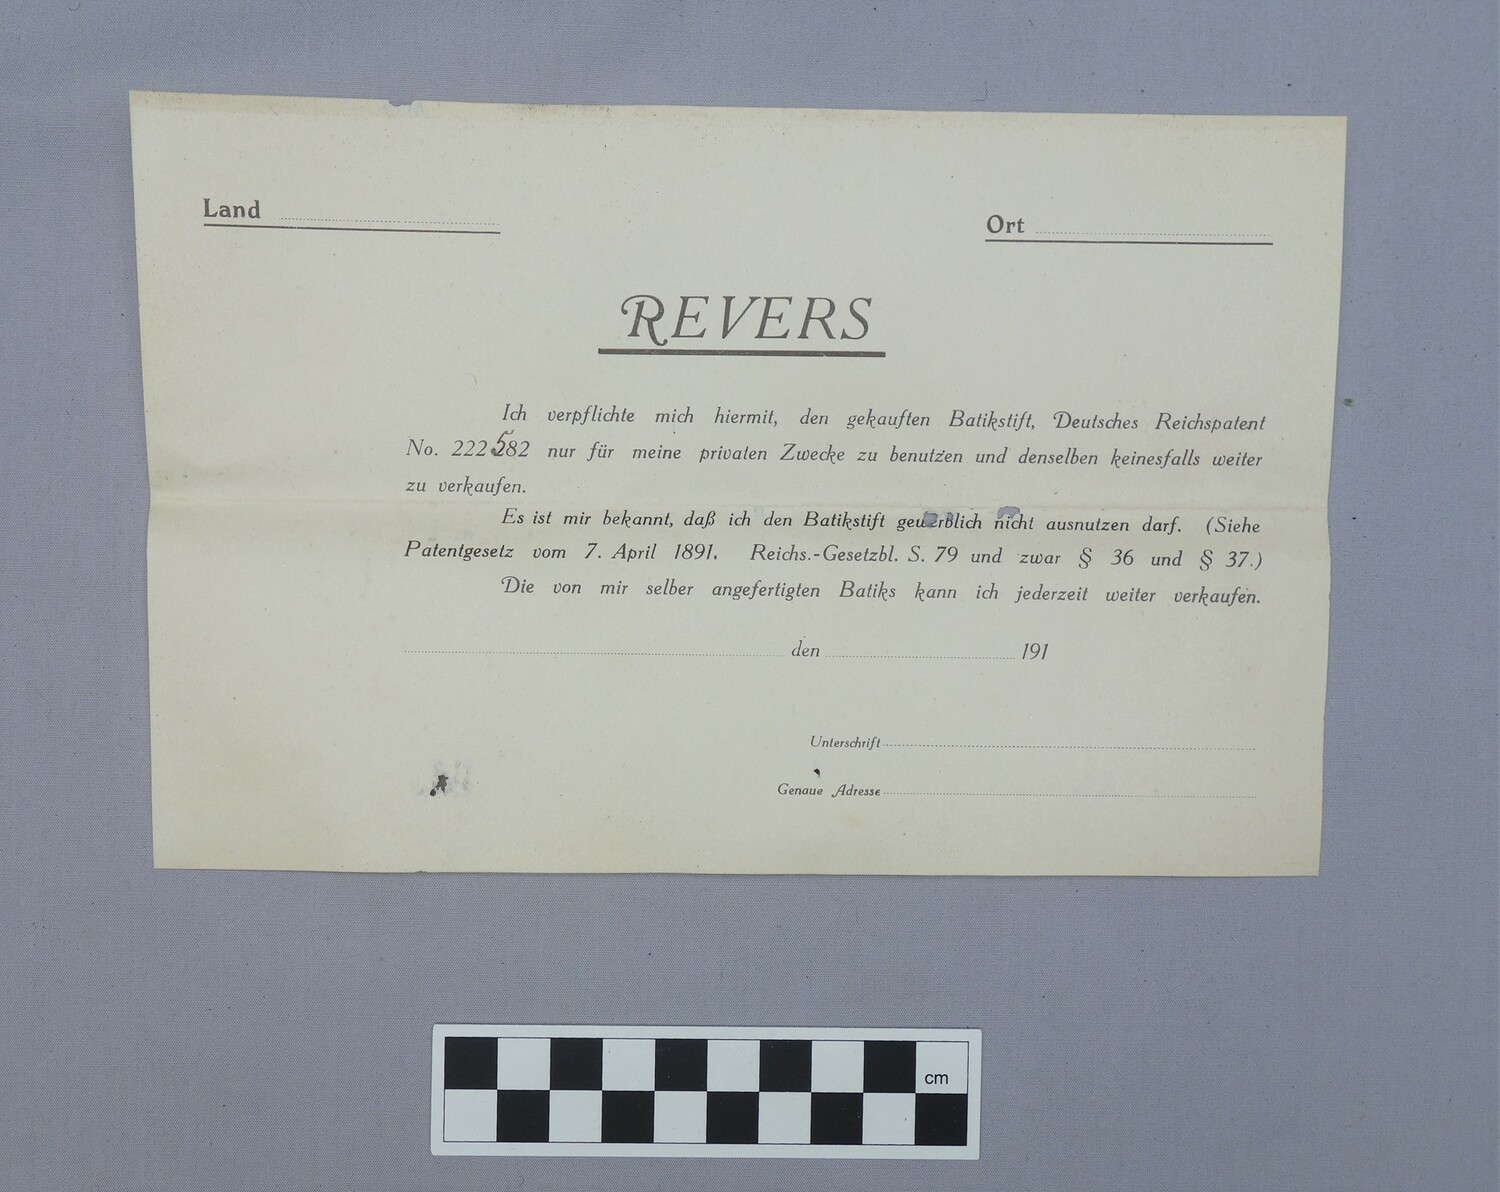 Land
Ort
REVERS
Ich verpflichte mich hiermit, den gekauften Batikstift, Deutsches Reichspatent
No. 222582 nur für meine privaten Zwecke zu benutzen und denselben keinesfalls weiter
zu verkaufen.
Es ist mir bekannt, daß ich den Batikstift gewerblich nicht ausnutzen darf. (Siehe
Patentgesetz vom 7. April 1891. Reichs.-Gesetzbl. S. 79 und zwar § 36 und § 37.)
Die von mir selber angefertigten Batiks kann ich jederzeit weiter verkaufen.
den 191
Unterschrift
Genaue Adresse
cm